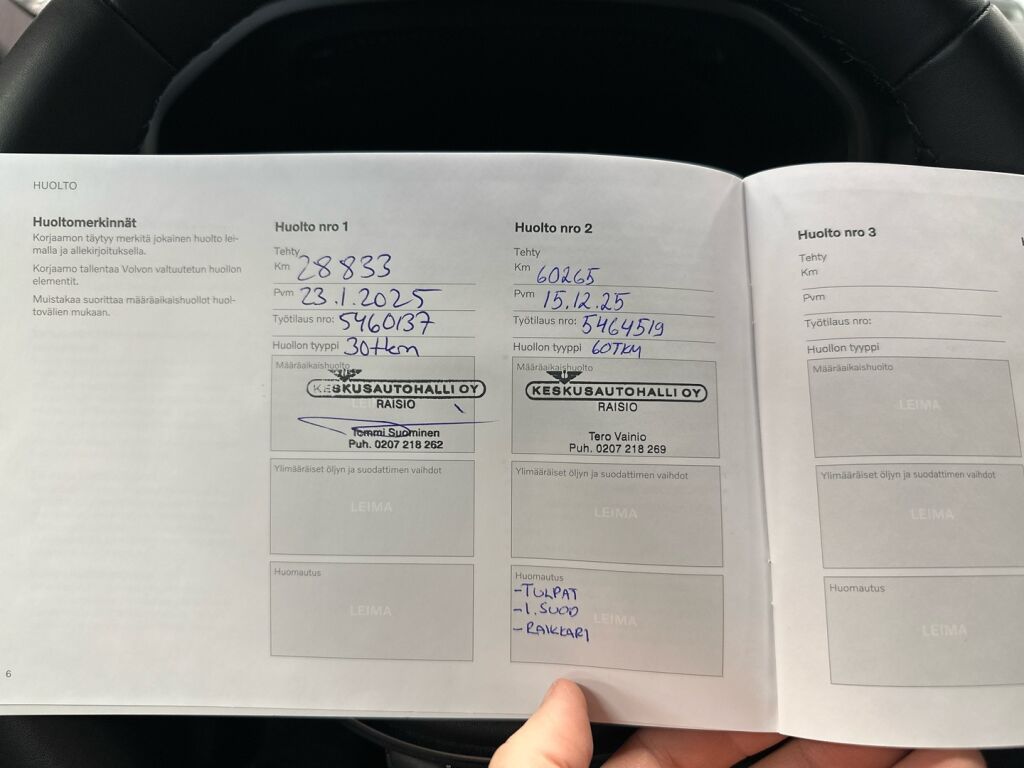 HUOLTO
Huoltomerkinnät
Korjaamon täytyy merkitä jokainen huolto lei-
malla ja allekirjoituksella.
Korjaamo tallentaa Volvon valtuutetun huollon
elementit.
Muistakaa suorittaa määräaikaishuollot huol-
tovälien mukaan.
6
Huolto nro 1
Tehty
Km 28833
Pvm 23.1.2025
Työtilaus nro: 5460137
Huollon tyyppi 30tkm
Määräaikaishuolto
KESKUSAUTOHALLI OY
RAISIO
Tommi Suominen
Puh. 0207 218 262
Ylimääräiset öljyn ja suodattimen vaihdot
LEIMA
Huomautus
LEIMA
Huolto nro 2
Tehty
Km 60265
Pvm 15.12.25
Työtilaus nro: 5464519
Huollon tyyppi 60TKM
Määräaikaishuolto
KESKUSAUTOHALLI OY
RAISIO
Tero Vainio
Puh. 0207 218 269
Ylimääräiset öljyn ja suodattimen vaihdot
LEIMA
Huomautus
-TULPAT
-I.SUOD
-RAIKKARI
LEIMA
Huolto nro 3
Tehty
Km
Pvm
Työtilaus nro:
Huollon tyyppi
Määräaikaishuolto
LEIMA
Ylimääräiset öljyn ja suodattimen vaihdot
LEIMA
Huomautus
LEIMA